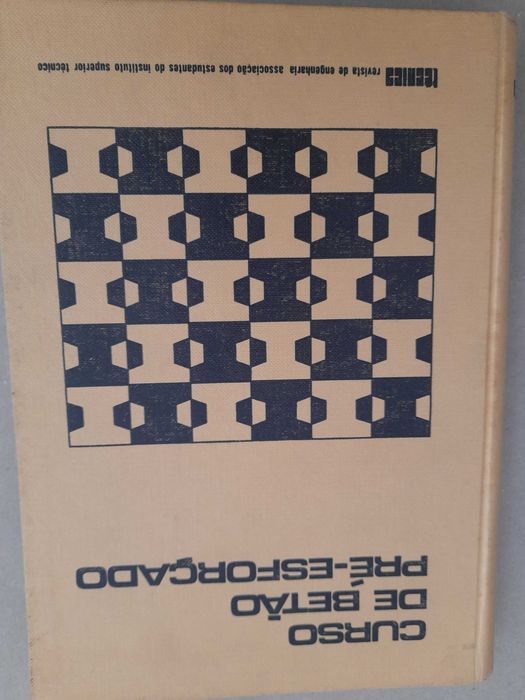 CURSO
DE BETÃO
PRÉ-ESFORÇADO
técnica revista de engenharia associação dos estudantes do instituto superior técnico